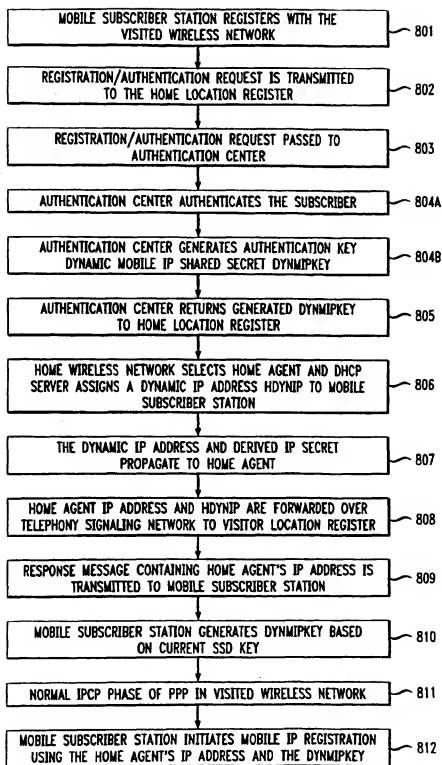 MOBILE SUBSCRIBER STATION REGISTERS WITH THE
VISITED WIRELESS NETWORK
801
REGISTRATION/AUTHENTICATION REQUEST IS TRANSMITTED
TO THE HOME LOCATION REGISTER
802
REGISTRATION/AUTHENTICATION REQUEST PASSED TO
AUTHENTICATION CENTER
803
AUTHENTICATION CENTER AUTHENTICATES THE SUBSCRIBER
804A
AUTHENTICATION CENTER GENERATES AUTHENTICATION KEY
DYNAMIC MOBILE IP SHARED SECRET DYNMIPKEY
804B
AUTHENTICATION CENTER RETURNS GENERATED DYNMIPKEY
TO HOME LOCATION REGISTER
805
HOME WIRELESS NETWORK SELECTS HOME AGENT AND DHCP
SERVER ASSIGNS A DYNAMIC IP ADDRESS HDYNIP TO MOBILE
SUBSCRIBER STATION
806
THE DYNAMIC IP ADDRESS AND DERIVED IP SECRET
PROPAGATE TO HOME AGENT
807
HOME AGENT IP ADDRESS AND HDYNIP ARE FORWARDED OVER
TELEPHONY SIGNALING NETWORK TO VISITOR LOCATION REGISTER
808
RESPONSE MESSAGE CONTAINING HOME AGENT'S IP ADDRESS IS
TRANSMITTED TO MOBILE SUBSCRIBER STATION
809
MOBILE SUBSCRIBER STATION GENERATES DYNMIPKEY BASED
ON CURRENT SSD KEY
810
NORMAL IPCP PHASE OF PPP IN VISITED WIRELESS NETWORK
811
MOBILE SUBSCRIBER STATION INITIATES MOBILE IP REGISTRATION
USING THE HOME AGENT'S IP ADDRESS AND THE DYNMIPKEY
812